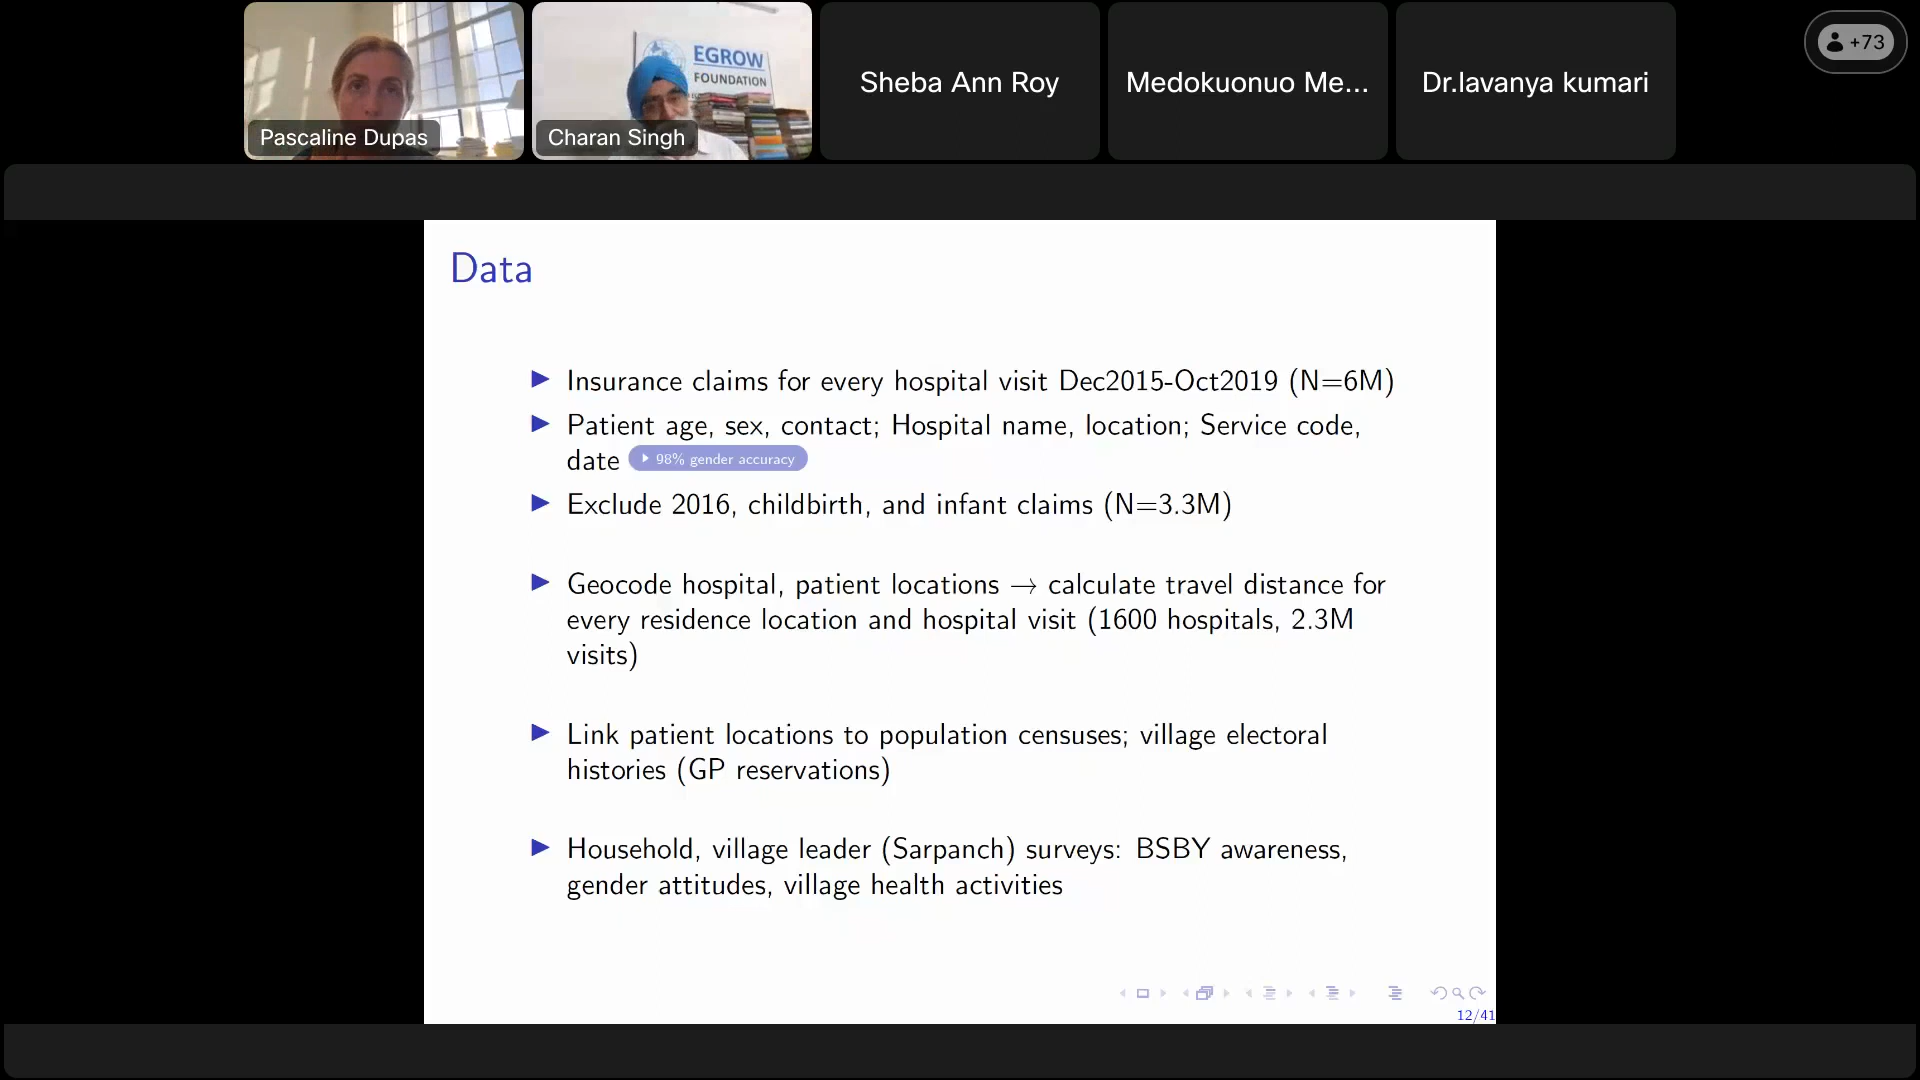 EGROW
FOUNDATION
Pascaline Dupas
Charan Singh
Sheba Ann Roy
Medokuonuo Me...
Dr.lavanya kumari
+73
Data
Insurance claims for every hospital visit Dec2015-Oct2019 (N=6M)
Patient age, sex, contact; Hospital name, location; Service code,
date 98% gender accuracy
Exclude 2016, childbirth, and infant claims (N=3.3M)
Geocode hospital, patient locations → calculate travel distance for
every residence location and hospital visit (1600 hospitals, 2.3M
visits)
Link patient locations to population censuses; village electoral
histories (GP reservations)
Household, village leader (Sarpanch) surveys: BSBY awareness,
gender attitudes, village health activities
12/41